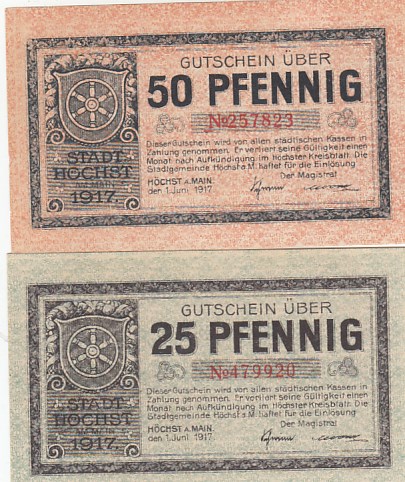 GUTSCHEIN ÜBER
50 PFENNIG
No257823
Dieser Gutschein wird von allen städtischen Kassen in
Zahlung genommen. Er verliert seine Gültigkeit einen
Monat nach Aufkündigung im Höchster Kreisblatt. Die
Stadtgemeinde Höchst a. M. haftet für die Einlösung
Der Magistrat
HÖCHST A. MAIN.
den 1. Juni 1917.
STADT
HÖCHST
AM MAIN
1917.
GUTSCHEIN ÜBER
25 PFENNIG
No479920
Dieser Gutschein wird von allen städtischen Kassen in
Zahlung genommen. Er verliert seine Gültigkeit einen
Monat nach Aufkündigung im Höchster Kreisblatt. Die
Stadtgemeinde Höchst a. M. haftet für die Einlösung
Der Magistrat
HÖCHST A. MAIN.
den 1. Juni 1917.
STADT
HÖCHST
AM MAIN
1917.